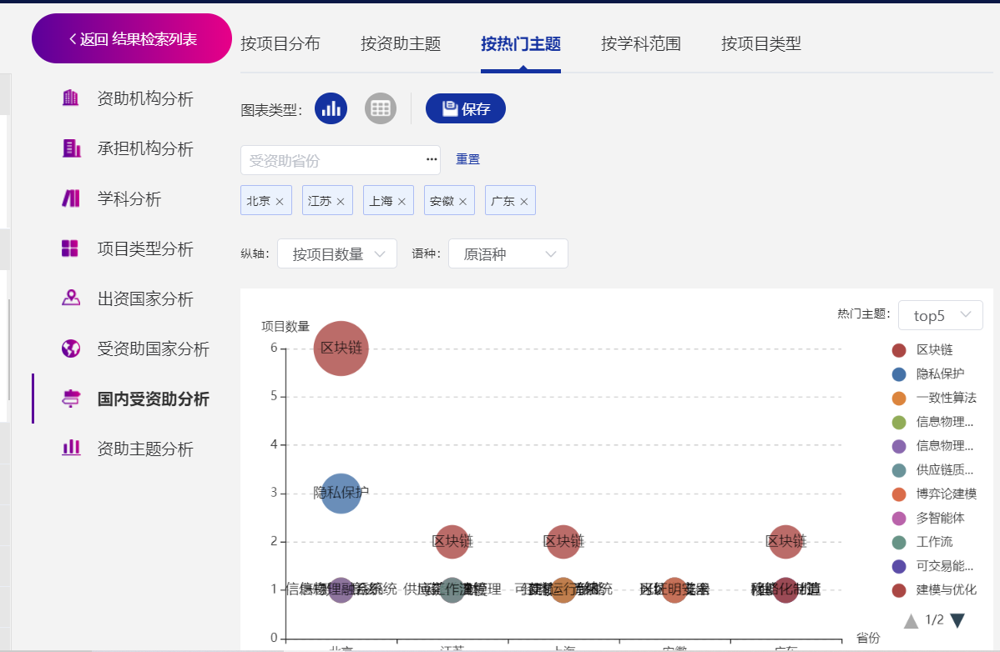 返回 结果检索列表
按项目分布 按资助主题 按热门主题 按学科范围 按项目类型
资助机构分析
承担机构分析
学科分析
项目类型分析
出资国家分析
受资助国家分析
国内受资助分析
资助主题分析
图表类型： 保存
受资助省份 ••• 重置
北京 × 江苏 × 上海 × 安徽 × 广东 ×
纵轴： 按项目数量 语种： 原语种
热门主题： top5
项目数量
6 区块链
5
4
3 隐私保护
2 区块链 区块链 区块链
1
0
北京 江苏 上海 安徽 广东
省份
区块链
隐私保护
一致性算法
信息物理...
信息物理...
供应链质...
博弈论建模
多智能体
工作流
可交易能...
建模与优化
1/2